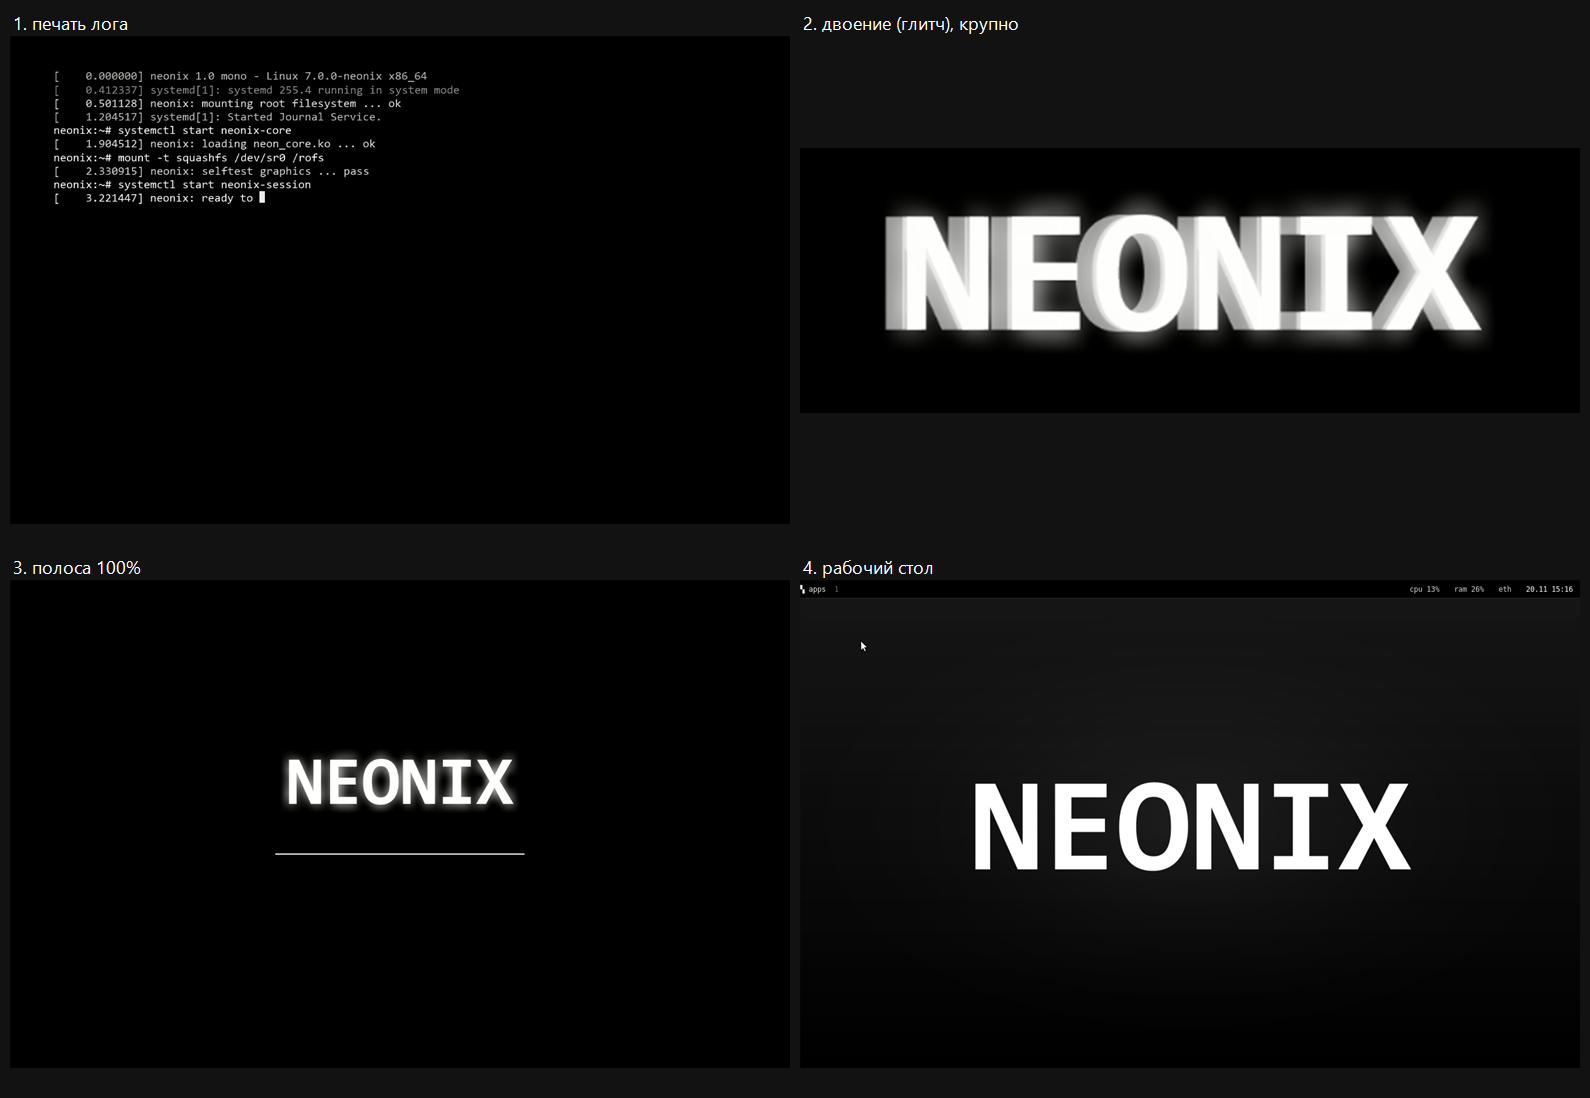 1. печать лога
[    0.000000] neonix 1.0 mono - Linux 7.0.0-neonix x86_64
[    0.412337] systemd[1]: systemd 255.4 running in system mode
[    0.501128] neonix: mounting root filesystem ... ok
[    1.204517] systemd[1]: Started Journal Service.
neonix:~# systemctl start neonix-core
[    1.904512] neonix: loading neon_core.ko ... ok
neonix:~# mount -t squashfs /dev/sr0 /rofs
[    2.330915] neonix: selftest graphics ... pass
neonix:~# systemctl start neonix-session
[    3.221447] neonix: ready to
2. двоение (глитч), крупно
NEONIX
3. полоса 100%
NEONIX
4. рабочий стол
apps 1 cpu 13% ram 26% eth 20.11 15:16
NEONIX